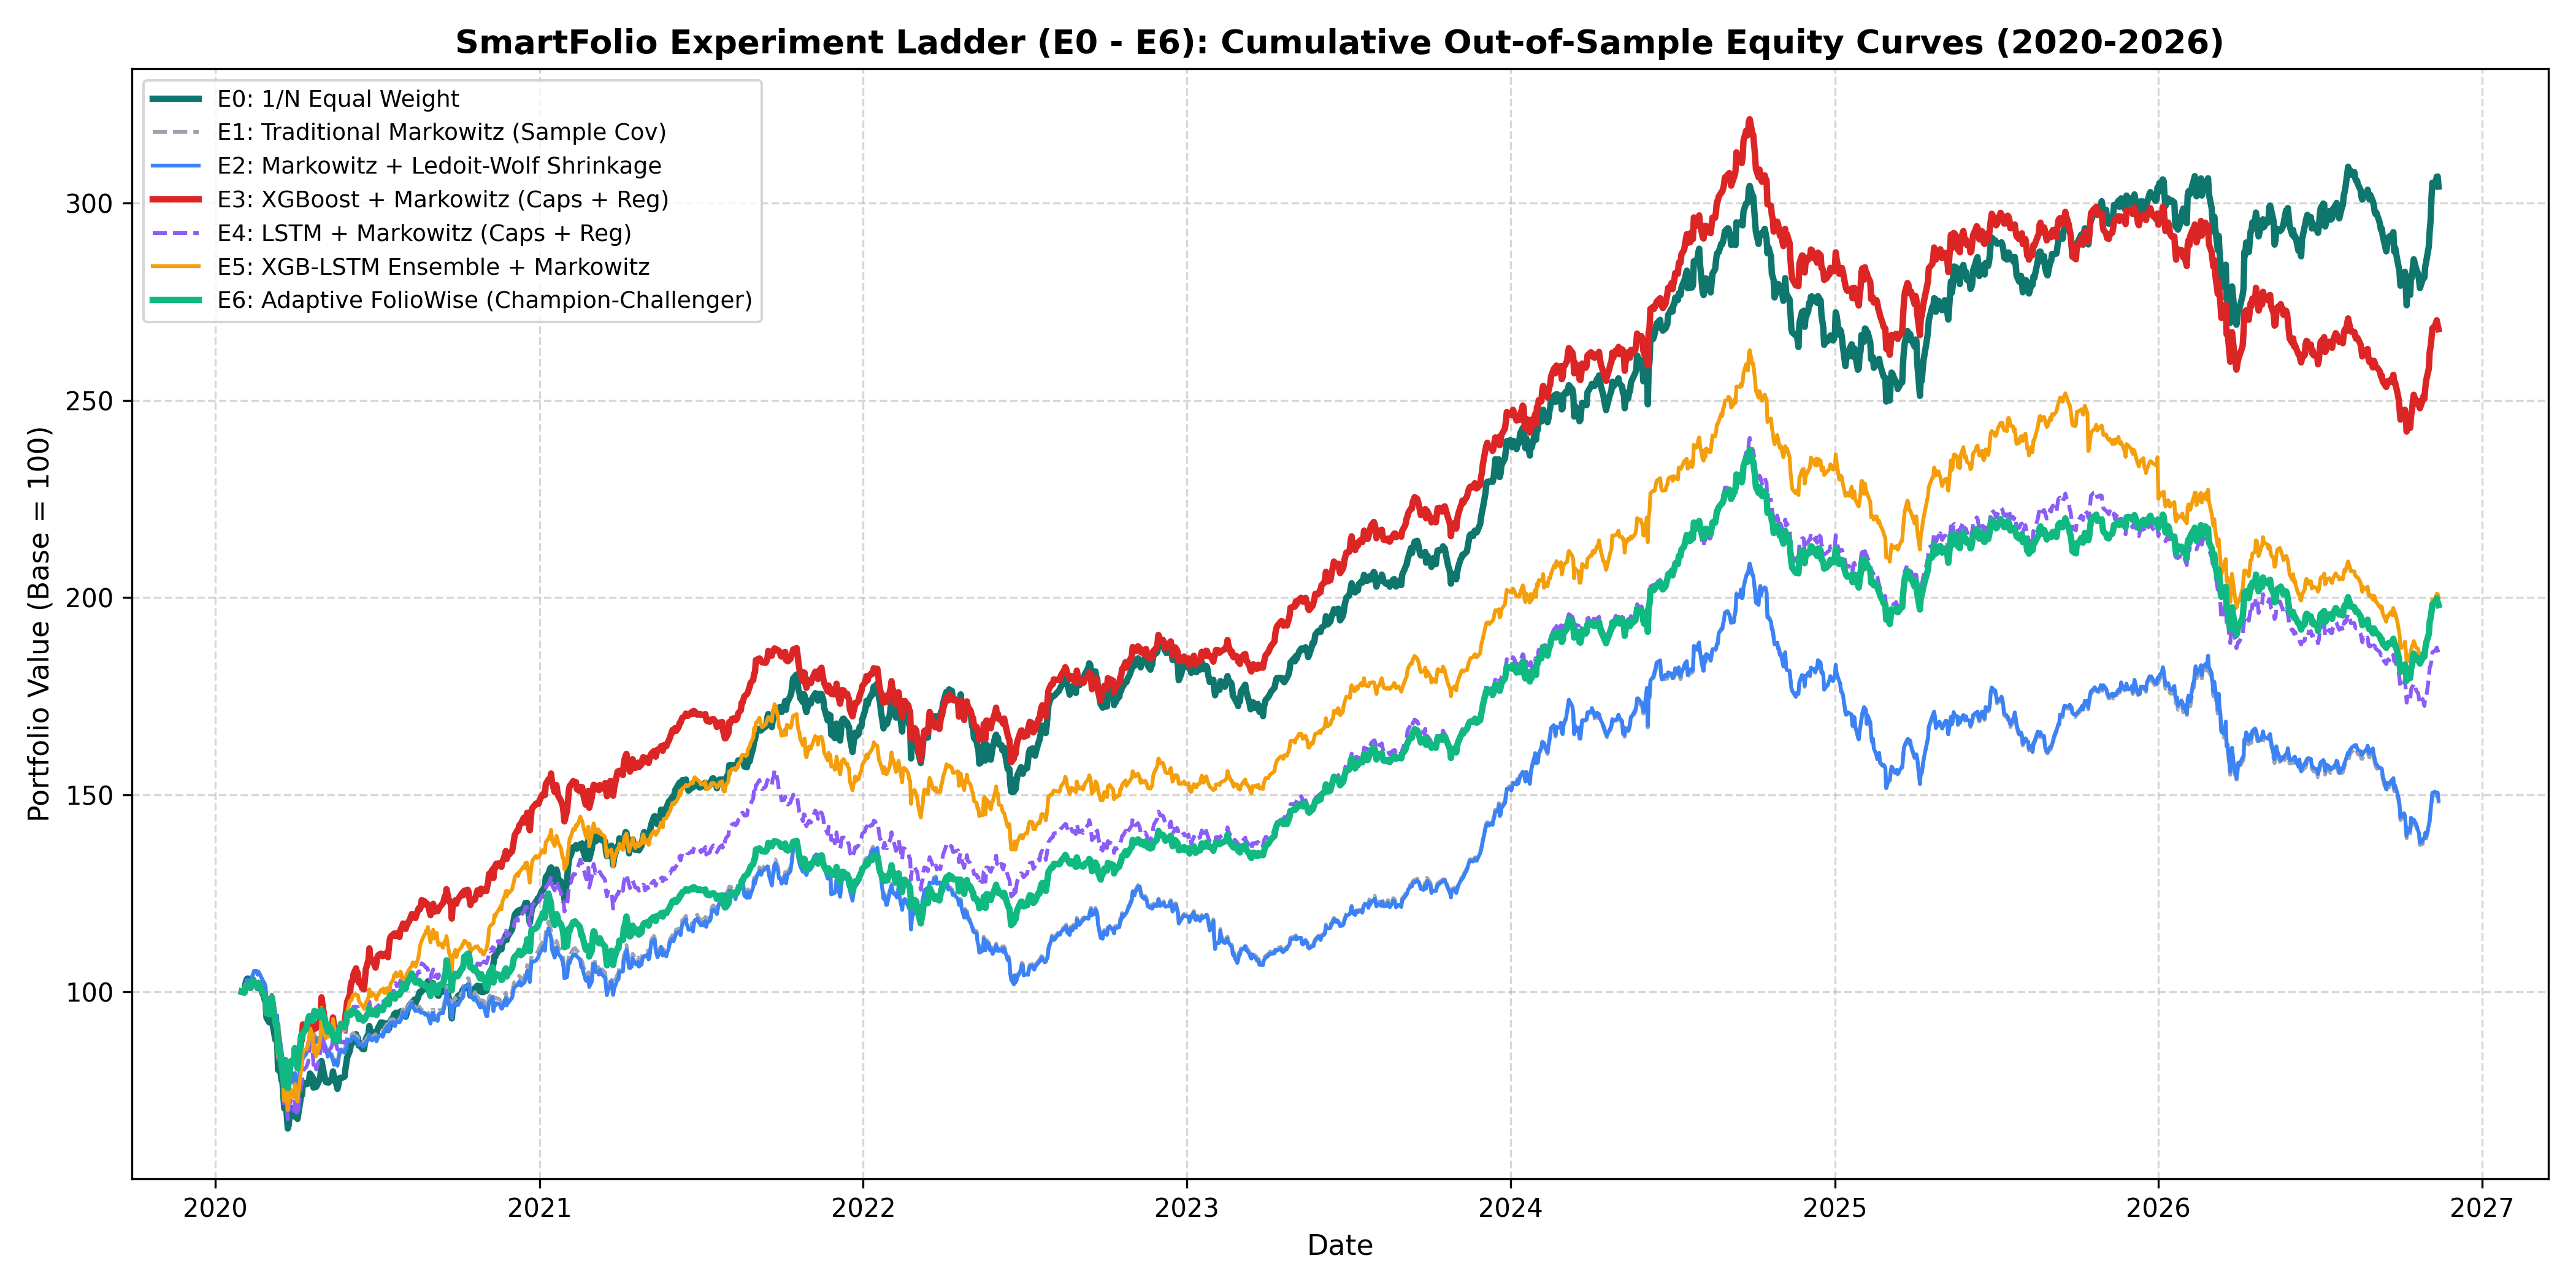 SmartFolio Experiment Ladder (E0 - E6): Cumulative Out-of-Sample Equity Curves (2020-2026)
E0: 1/N Equal Weight
E1: Traditional Markowitz (Sample Cov)
E2: Markowitz + Ledoit-Wolf Shrinkage
E3: XGBoost + Markowitz (Caps + Reg)
E4: LSTM + Markowitz (Caps + Reg)
E5: XGB-LSTM Ensemble + Markowitz
E6: Adaptive FolioWise (Champion-Challenger)
Portfolio Value (Base = 100)
300
250
200
150
100
2020 2021 2022 2023 2024 2025 2026 2027
Date